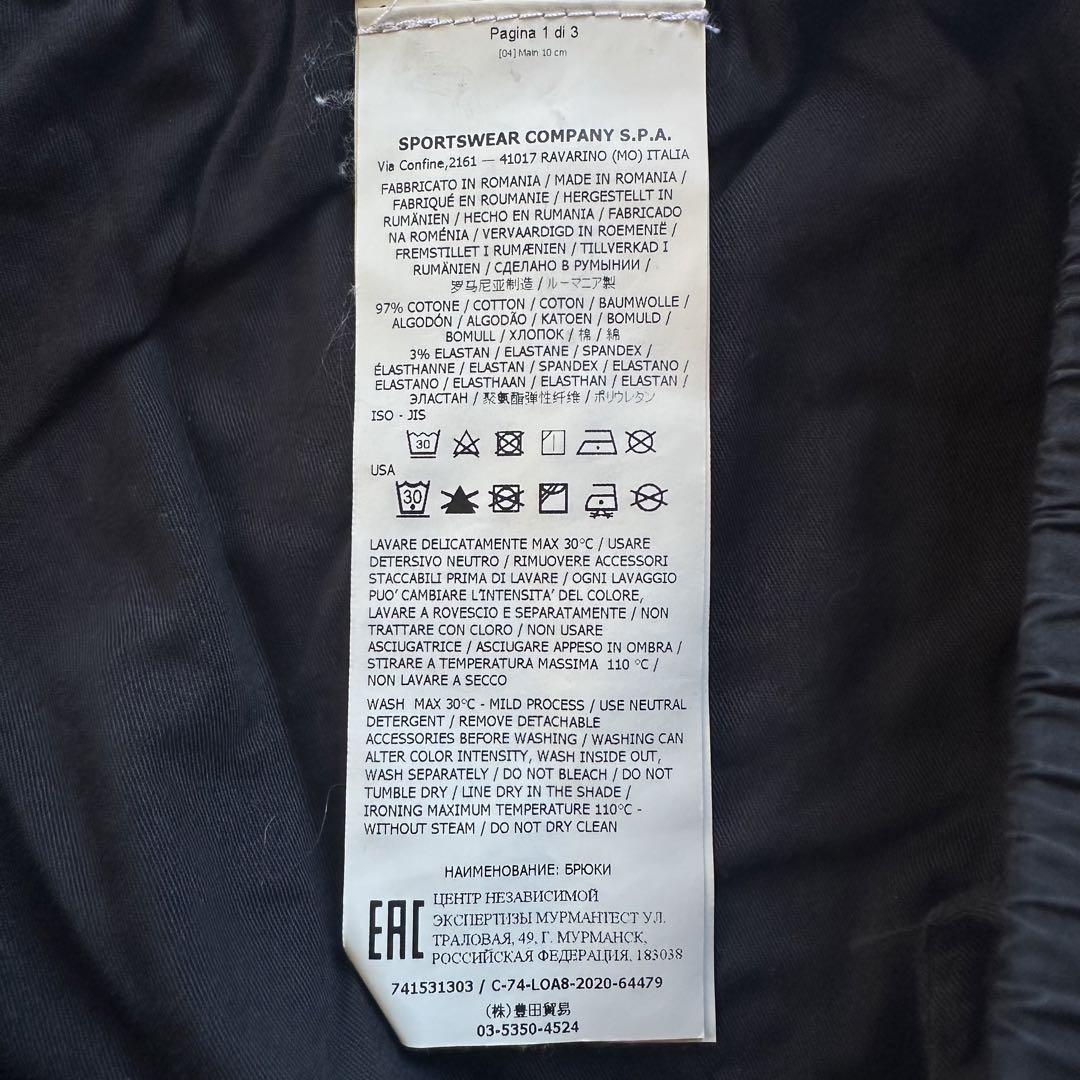 Pagina 1 di 3
[04] Main 10 cm
SPORTSWEAR COMPANY S.P.A.
Via Confine,2161 — 41017 RAVARINO (MO) ITALIA
FABBRICATO IN ROMANIA / MADE IN ROMANIA /
FABRIQUÉ EN ROUMANIE / HERGESTELLT IN
RUMÄNIEN / HECHO EN RUMANIA / FABRICADO
NA ROMÉNIA / VERVAARDIGD IN ROEMENIË /
FREMSTILLET I RUMÆNIEN / TILLVERKAD I
RUMÄNIEN / СДЕЛАНО В РУМЫНИИ /
罗马尼亚制造 / ルーマニア製
97% COTONE / COTTON / COTON / BAUMWOLLE /
ALGODÓN / ALGODÃO / KATOEN / BOMULD /
BOMULL / ХЛОПОК / 棉 / 綿
3% ELASTAN / ELASTANE / SPANDEX /
ÉLASTHANNE / ELASTAN / SPANDEX / ELASTANO /
ELASTANO / ELASTHAAN / ELASTHAN / ELASTAN /
ЭЛАСТАН / 聚氨酯弹性纤维 / ポリウレタン
ISO - JIS
30
USA
30
LAVARE DELICATAMENTE MAX 30°C / USARE
DETERSIVO NEUTRO / RIMUOVERE ACCESSORI
STACCABILI PRIMA DI LAVARE / OGNI LAVAGGIO
PUO' CAMBIARE L'INTENSITA' DEL COLORE,
LAVARE A ROVESCIO E SEPARATAMENTE / NON
TRATTARE CON CLORO / NON USARE
ASCIUGATRICE / ASCIUGARE APPESO IN OMBRA /
STIRARE A TEMPERATURA MASSIMA 110 °C /
NON LAVARE A SECCO
WASH MAX 30°C - MILD PROCESS / USE NEUTRAL
DETERGENT / REMOVE DETACHABLE
ACCESSORIES BEFORE WASHING / WASHING CAN
ALTER COLOR INTENSITY, WASH INSIDE OUT,
WASH SEPARATELY / DO NOT BLEACH / DO NOT
TUMBLE DRY / LINE DRY IN THE SHADE /
IRONING MAXIMUM TEMPERATURE 110°C -
WITHOUT STEAM / DO NOT DRY CLEAN
НАИМЕНОВАНИЕ: БРЮКИ
EAC
ЦЕНТР НЕЗАВИСИМОЙ
ЭКСПЕРТИЗЫ МУРМАНТЕСТ УЛ.
ТРАЛОВАЯ, 49, Г. МУРМАНСК,
РОССИЙСКАЯ ФЕДЕРАЦИЯ, 183038
741531303 / C-74-LOA8-2020-64479
(株)豊田貿易
03-5350-4524